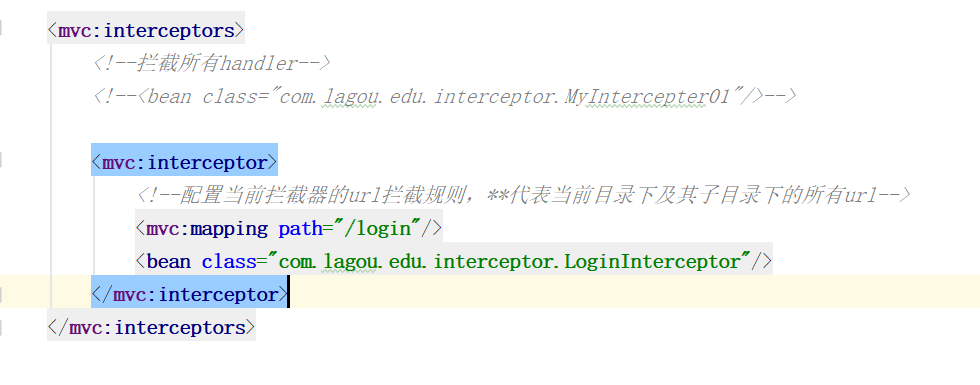 <mvc:interceptors>
<!--拦截所有handler-->
<!--<bean class="com.lagou.edu.interceptor.MyIntercepter01"/>-->
<mvc:interceptor>
<!--配置当前拦截器的url拦截规则，**代表当前目录下及其子目录下的所有url-->
<mvc:mapping path="/login"/>
<bean class="com.lagou.edu.interceptor.LoginInterceptor"/>
</mvc:interceptor>
</mvc:interceptors>